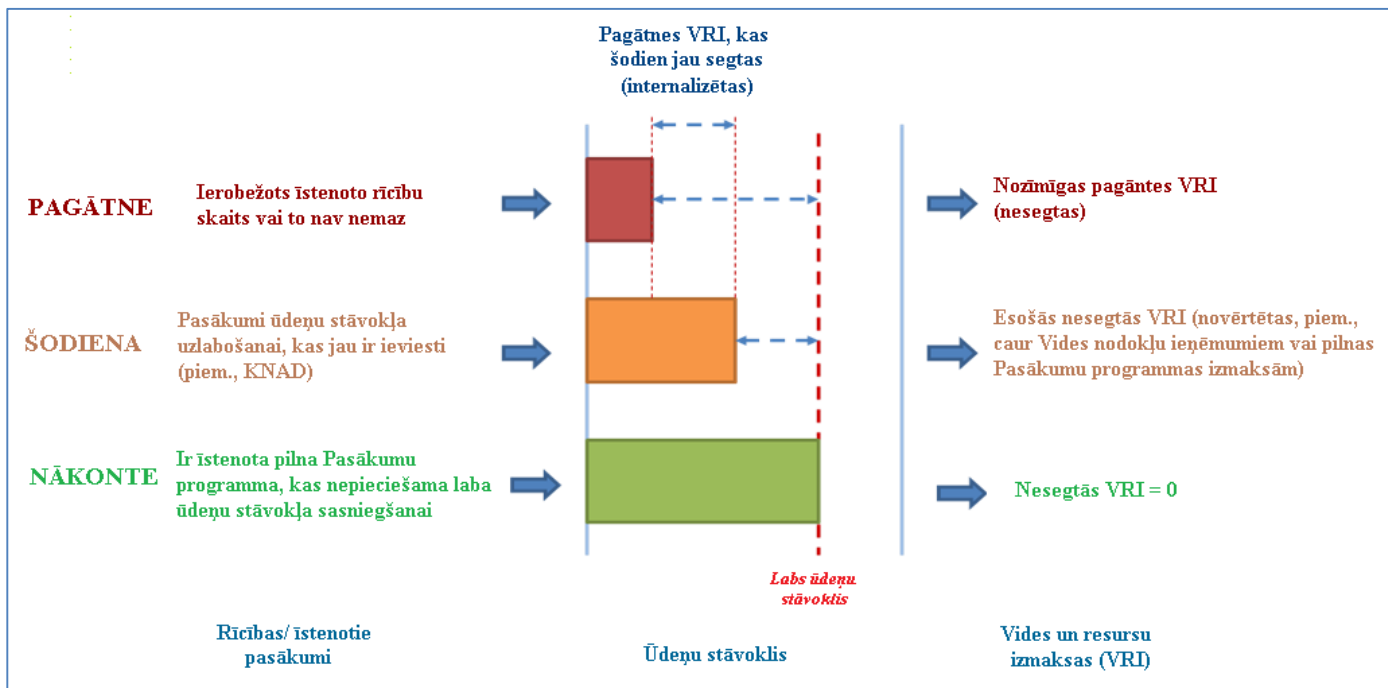 Pagātnes VRI, kas
šodien jau segtas
(internalizētas)
PAGĀTNE
Ierobežots īstenoto rīcību
skaits vai to nav nemaz
Nozīmīgas pagāntes VRI
(nesegtas)
ŠODIENA
Pasākumi ūdeņu stāvokļa
uzlabošanai, kas jau ir ieviesti
(piem., KNAD)
Esošās nesegtās VRI (novērtētas, piem.,
caur Vides nodokļu ieņēmumiem vai pilnas
Pasākumu programmas izmaksām)
NĀKONTE
Ir īstenota pilna Pasākumu
programma, kas nepieciešama laba
ūdeņu stāvokļa sasniegšanai
Nesegtās VRI = 0
Labs ūdeņu
stāvoklis
Rīcības/ īstenotie
pasākumi
Ūdeņu stāvoklis
Vides un resursu
izmaksas (VRI)